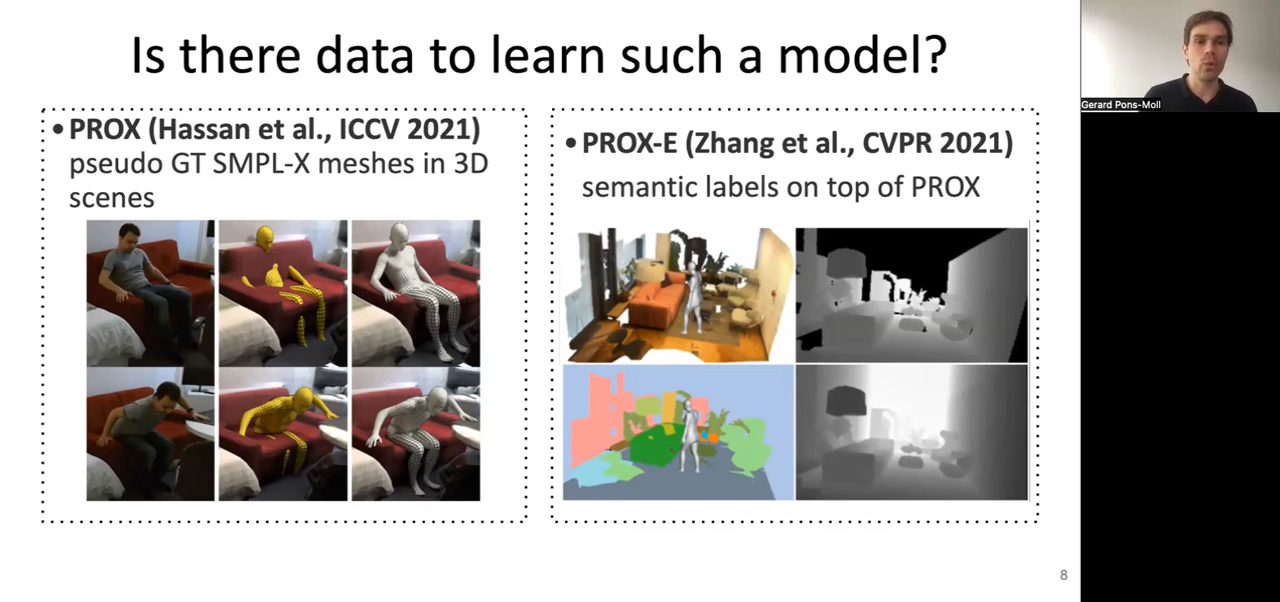 Is there data to learn such a model?
• PROX (Hassan et al., ICCV 2021)
pseudo GT SMPL-X meshes in 3D
scenes
• PROX-E (Zhang et al., CVPR 2021)
semantic labels on top of PROX
8
Gerard Pons-Moll